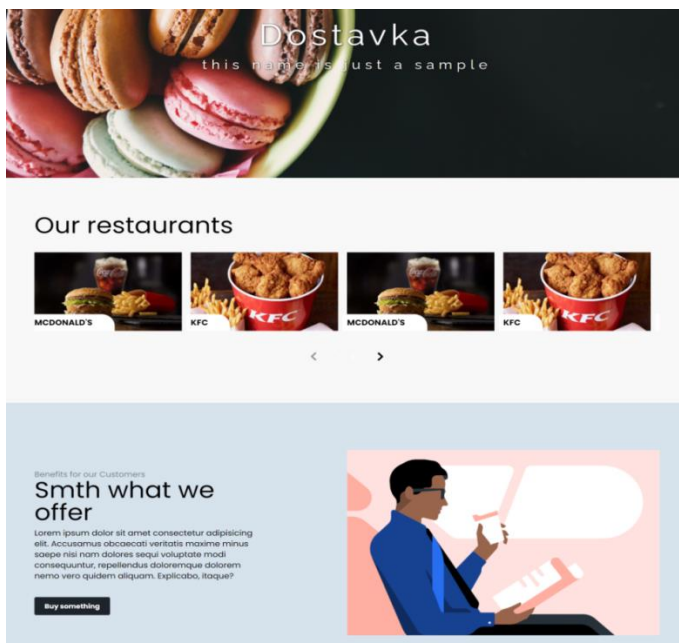 Dostavka
this name is just a sample
Our restaurants
MCDONALD'S
KFC
MCDONALD'S
KFC
KFC
KFC
Benefits for our Customers
Smth what we
offer
Lorem ipsum dolor sit amet consectetur adipisicing
elit. Accusamus obcaecati veritatis maxime minus
saepe nisi nam dolores sequi voluptate modi
consequuntur, repellendus doloremque dolorem
nemo vero quidem aliquam. Explicabo, itaque?
Buy something